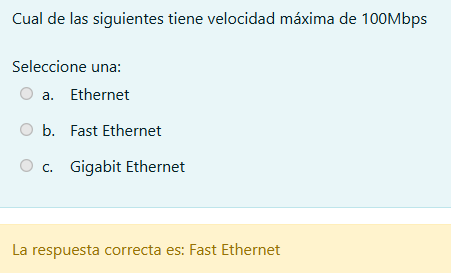 Cual de las siguientes tiene velocidad máxima de 100Mbps
Seleccione una:
a. Ethernet
b. Fast Ethernet
c. Gigabit Ethernet
La respuesta correcta es: Fast Ethernet